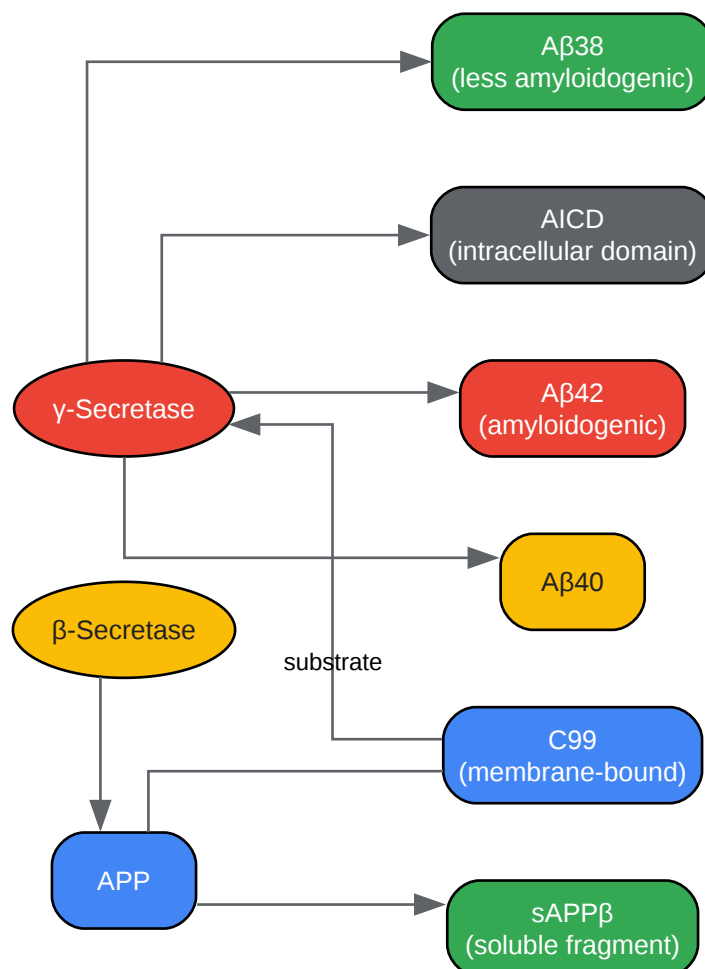 Aβ38
(less amyloidogenic)
AICD
(intracellular domain)
γ-Secretase
Aβ42
(amyloidogenic)
Aβ40
β-Secretase
substrate
C99
(membrane-bound)
APP
sAPPβ
(soluble fragment)